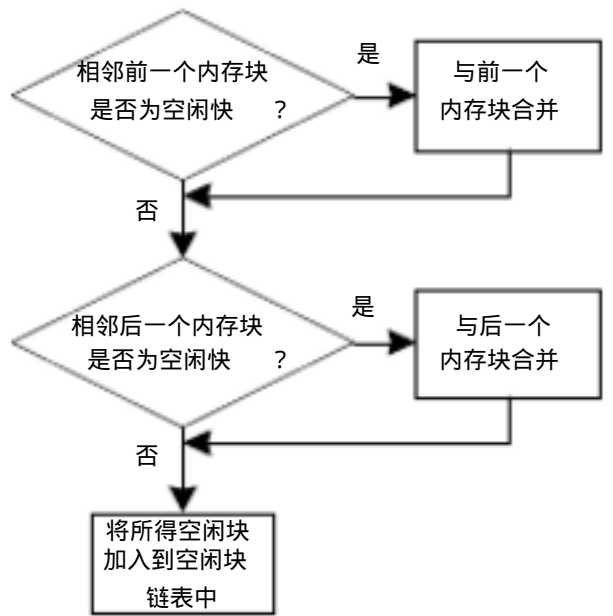 相邻前一个内存块
是否为空闲快 ?
是
与前一个
内存块合并
否
相邻后一个内存块
是否为空闲快 ?
是
与后一个
内存块合并
否
将所得空闲块
加入到空闲块
链表中